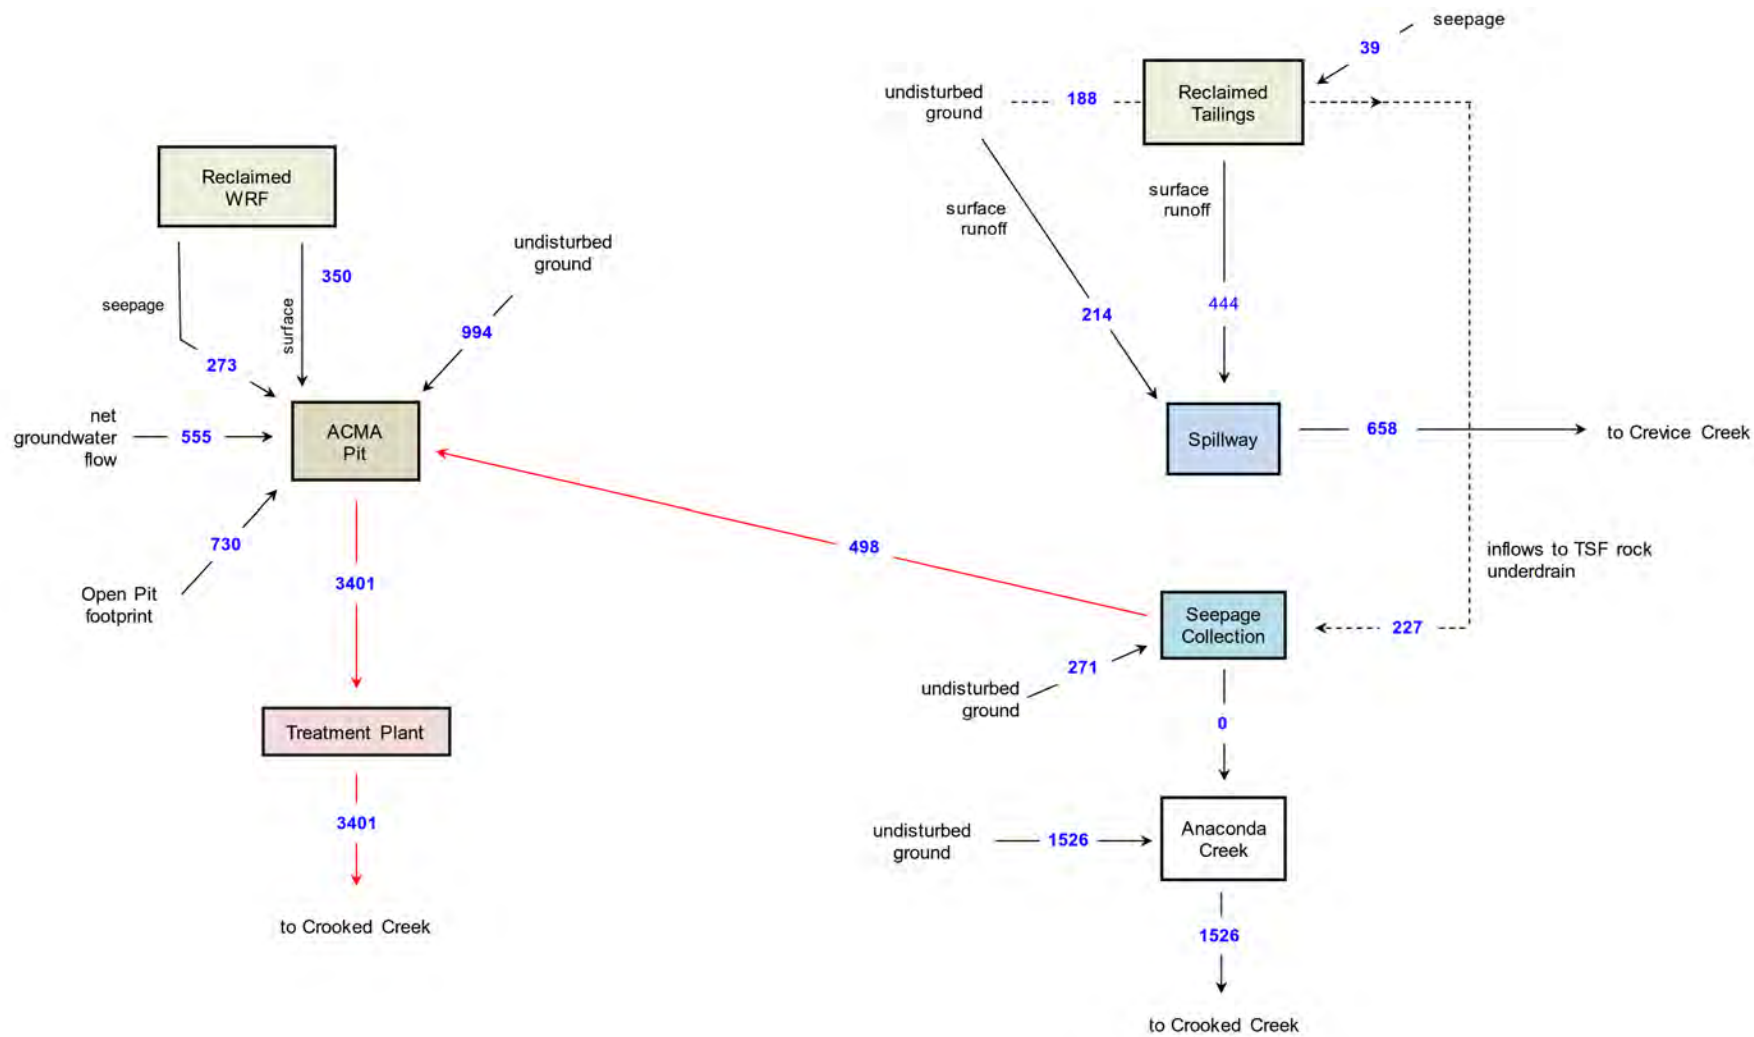 seepage
39
undisturbed
ground
188
Reclaimed
Tailings
Reclaimed
WRF
surface
runoff
surface
runoff
undisturbed
ground
350
seepage
surface
994
273
214
444
net
groundwater
flow
555
ACMA
Pit
Spillway
658
to Crevice Creek
730
498
inflows to TSF rock
underdrain
Open Pit
footprint
3401
Seepage
Collection
227
271
undisturbed
ground
Treatment Plant
0
3401
undisturbed
ground
1526
Anaconda
Creek
to Crooked Creek
1526
to Crooked Creek